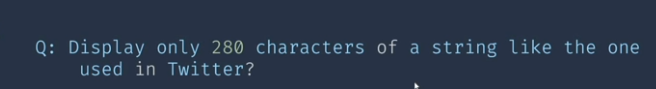 Q: Display only 280 characters of a string like the one
used in Twitter?